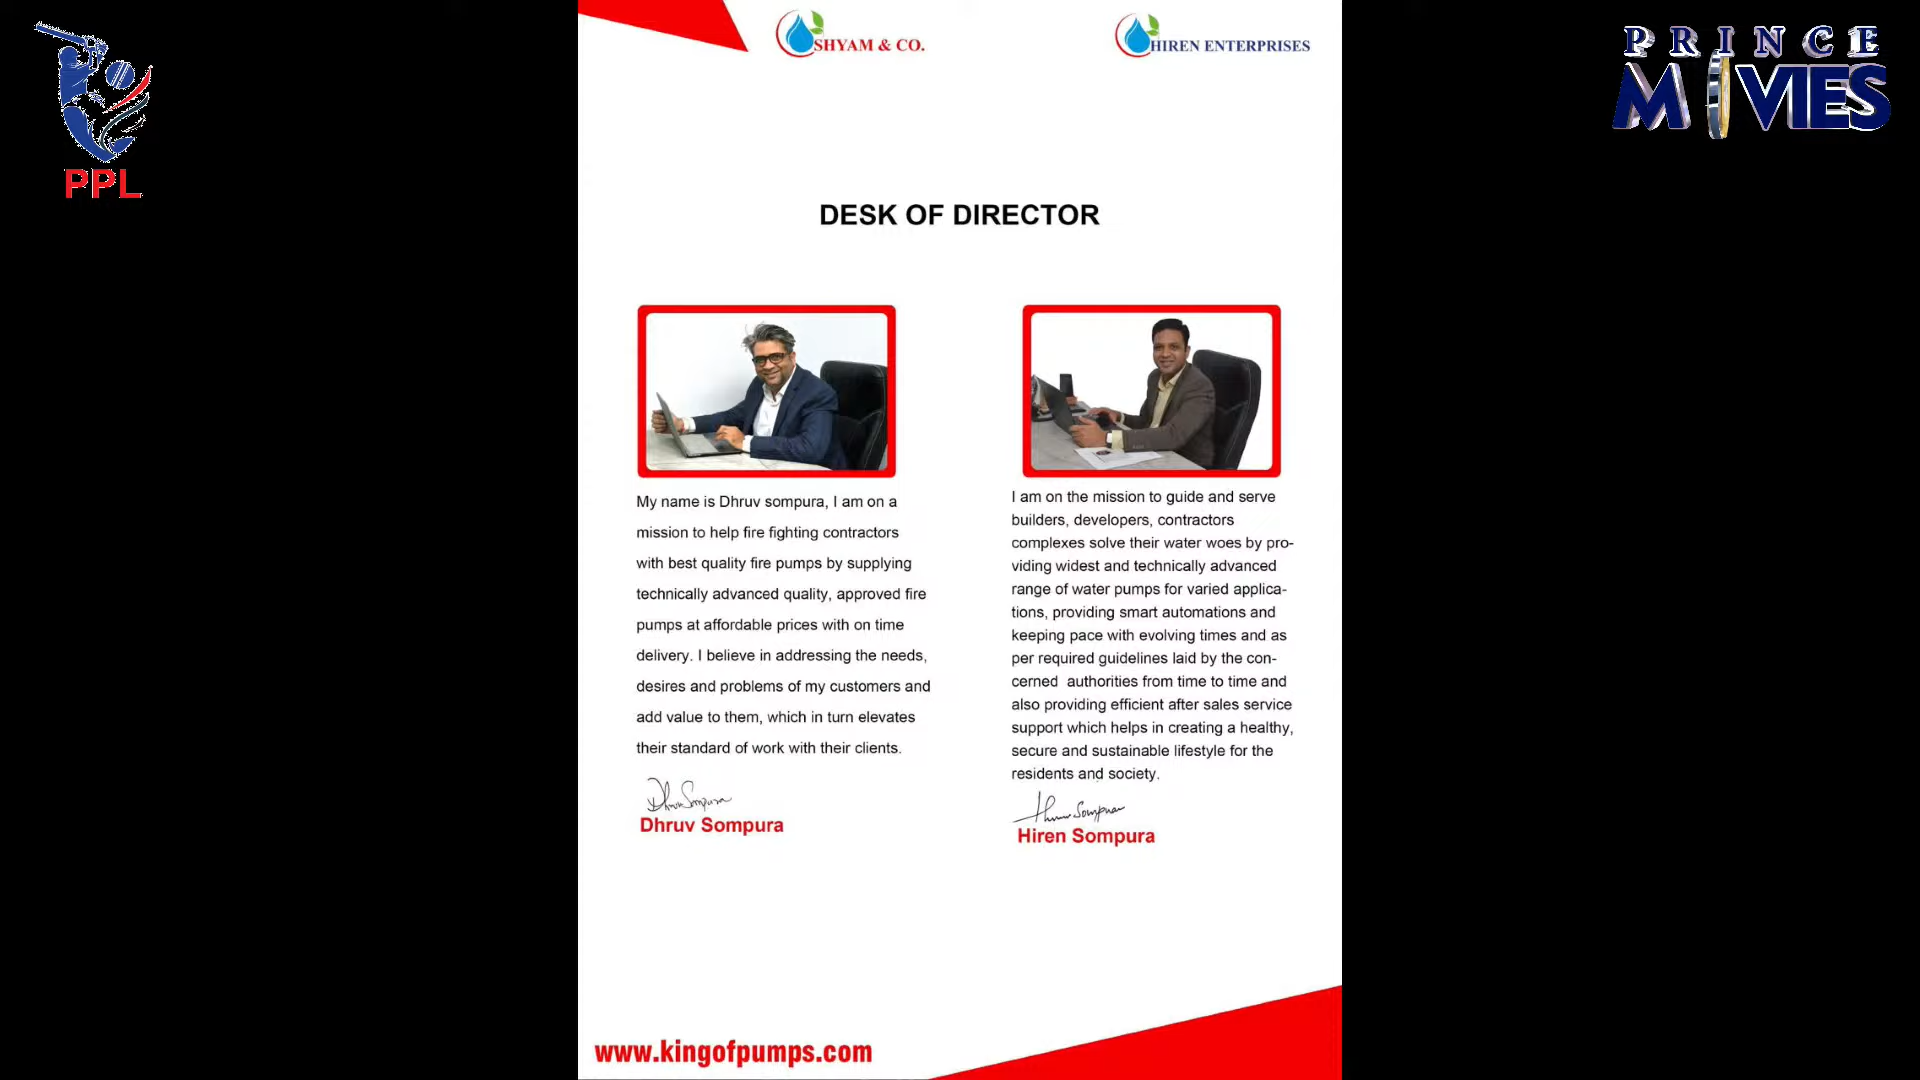 SHYAM & CO.
HIREN ENTERPRISES
PPL
PRINCE
MOVIES
DESK OF DIRECTOR
My name is Dhruv sompura, I am on a
mission to help fire fighting contractors
with best quality fire pumps by supplying
technically advanced quality, approved fire
pumps at affordable prices with on time
delivery. I believe in addressing the needs,
desires and problems of my customers and
add value to them, which in turn elevates
their standard of work with their clients.
Dhruv Sompura
Dhruv Sompura
I am on the mission to guide and serve
builders, developers, contractors
complexes solve their water woes by pro-
viding widest and technically advanced
range of water pumps for varied applica-
tions, providing smart automations and
keeping pace with evolving times and as
per required guidelines laid by the con-
cerned authorities from time to time and
also providing efficient after sales service
support which helps in creating a healthy,
secure and sustainable lifestyle for the
residents and society.
Hiren Sompura
Hiren Sompura
www.kingofpumps.com